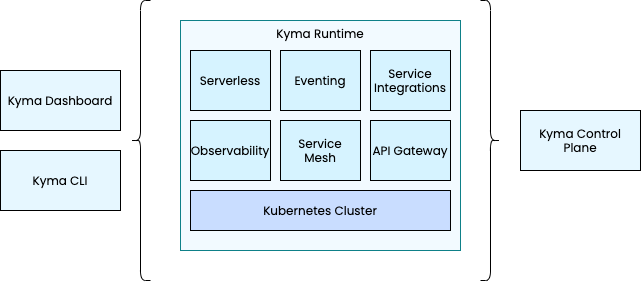 Kyma Runtime
Serverless
Eventing
Service
Integrations
Kyma Dashboard
Observability
Service
Mesh
API Gateway
Kyma Control
Plane
Kyma CLI
Kubernetes Cluster